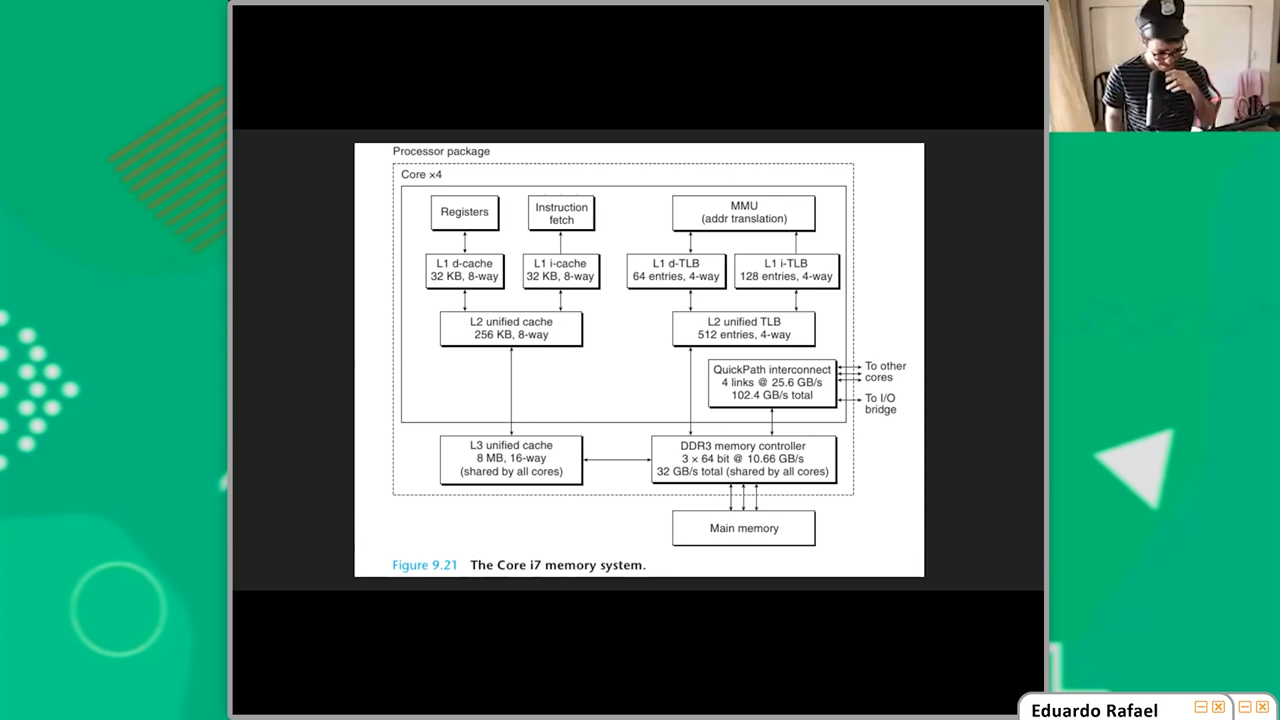 Processor package
Core ×4
Registers
Instruction
fetch
MMU
(addr translation)
L1 d-cache
32 KB, 8-way
L1 i-cache
32 KB, 8-way
L1 d-TLB
64 entries, 4-way
L1 i-TLB
128 entries, 4-way
L2 unified cache
256 KB, 8-way
L2 unified TLB
512 entries, 4-way
QuickPath interconnect
4 links @ 25.6 GB/s
102.4 GB/s total
To other
cores
To I/O
bridge
L3 unified cache
8 MB, 16-way
(shared by all cores)
DDR3 memory controller
3 × 64 bit @ 10.66 GB/s
32 GB/s total (shared by all cores)
Main memory
Figure 9.21 The Core i7 memory system.
Eduardo Rafael